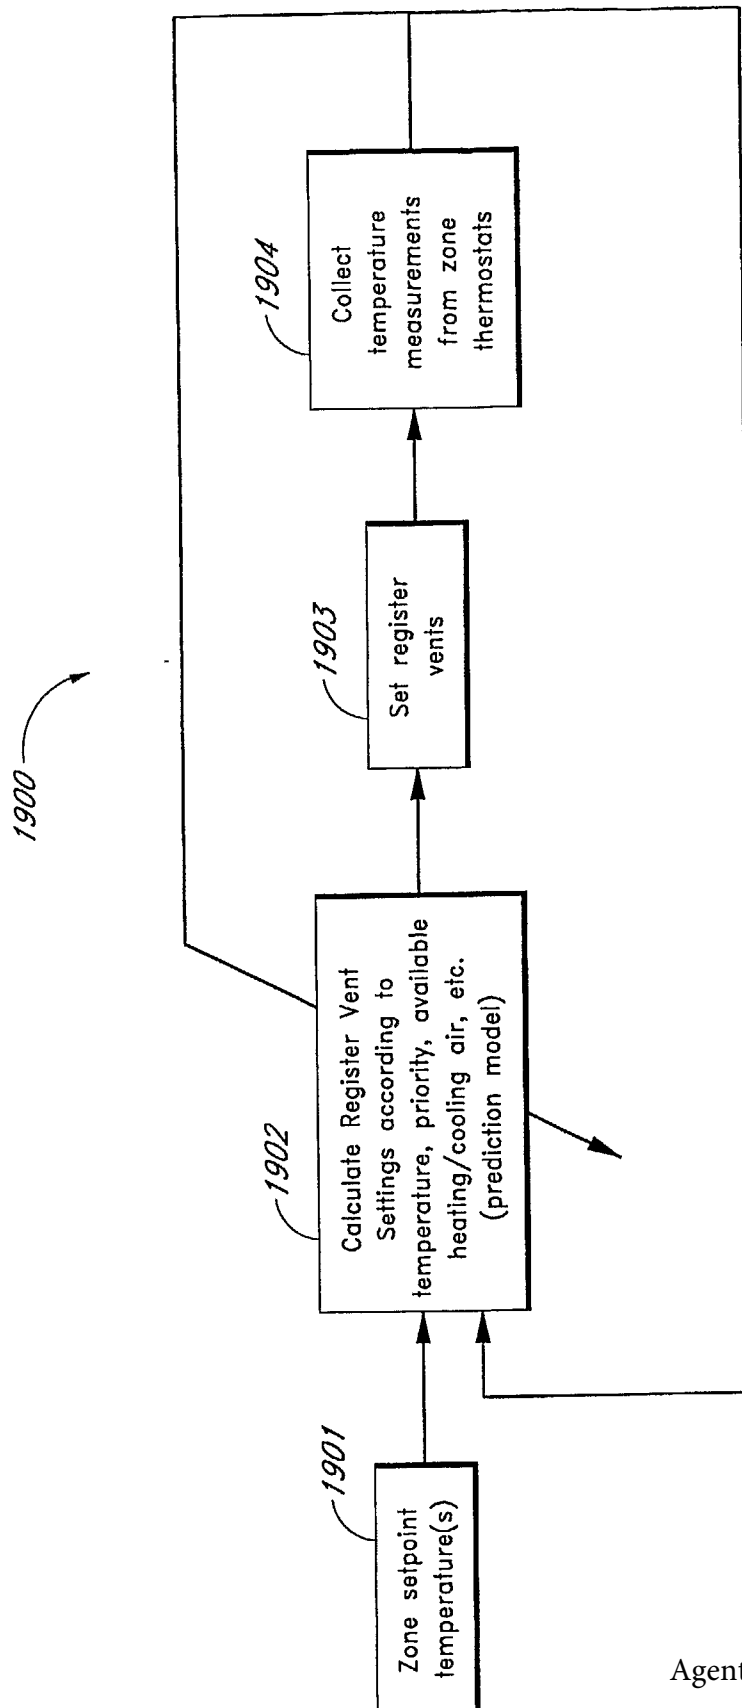 1900
1901
Zone setpoint
temperature(s)
1902
Calculate Register Vent
Settings according to
temperature, priority, available
heating/cooling air, etc.
(prediction model)
1903
Set register
vents
1904
Collect
temperature
measurements
from zone
thermostats
Agent